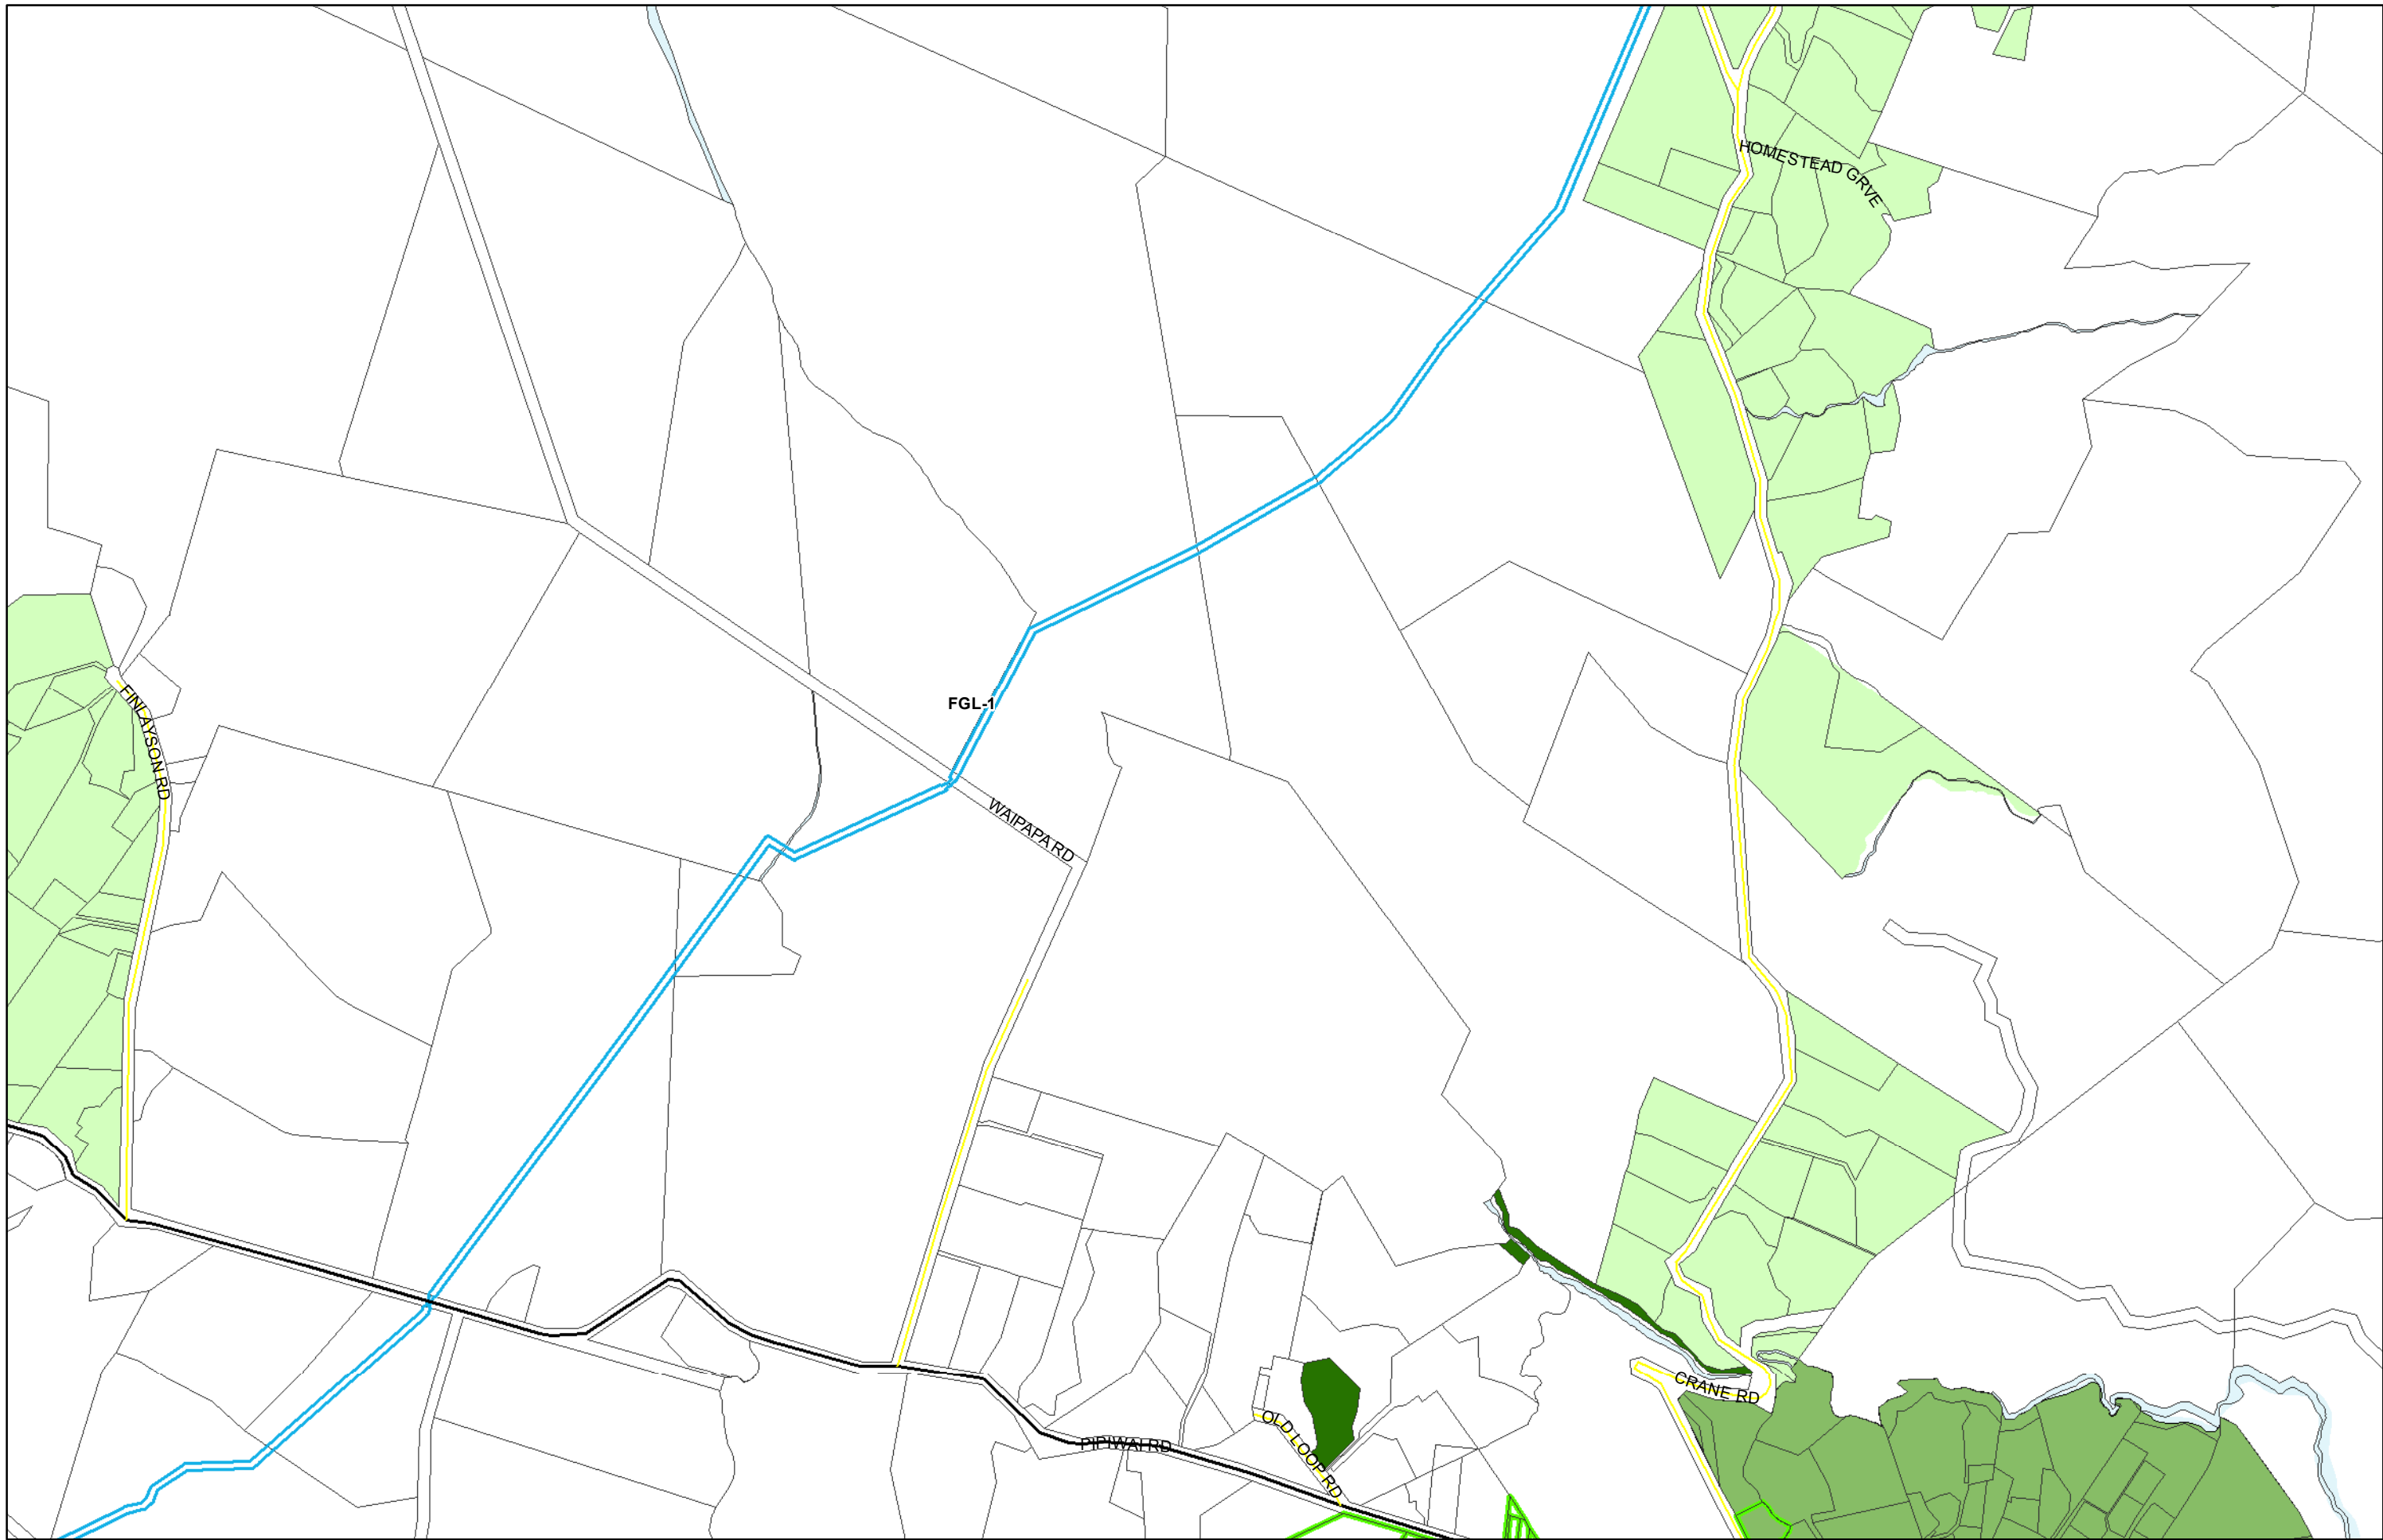 HOMESTEAD GRVE
FINLAYSON RD
FGL-1
WAIPAPA RD
CRANE RD
OLD LOOP RD
PIPIWAI RD